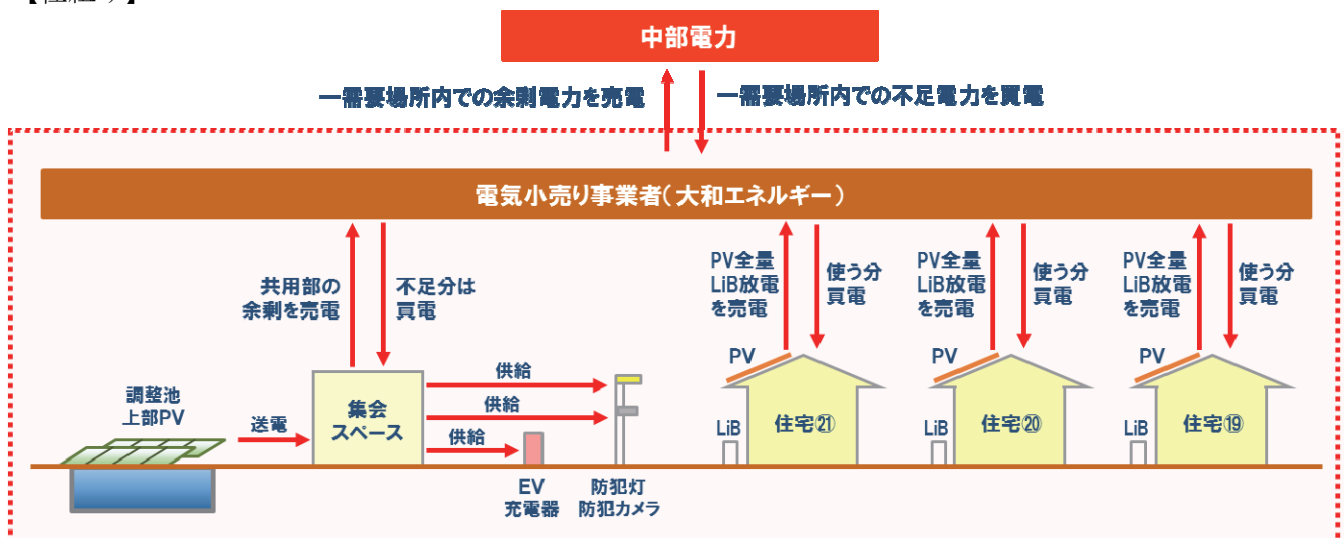 中部電力
一需要場所内での余剰電力を売電
一需要場所内での不足電力を買電
電気小売り事業者(大和エネルギー)
共用部の
余剰を売電
不足分は
買電
PV全量
LiB放電
を売電
使う分
買電
PV全量
LiB放電
を売電
使う分
買電
PV全量
LiB放電
を売電
使う分
買電
調整池
上部PV
送電
集会
スペース
供給
供給
供給
EV
充電器
防犯灯
防犯カメラ
PV
LiB
住宅㉑
PV
LiB
住宅⑳
PV
LiB
住宅⑲